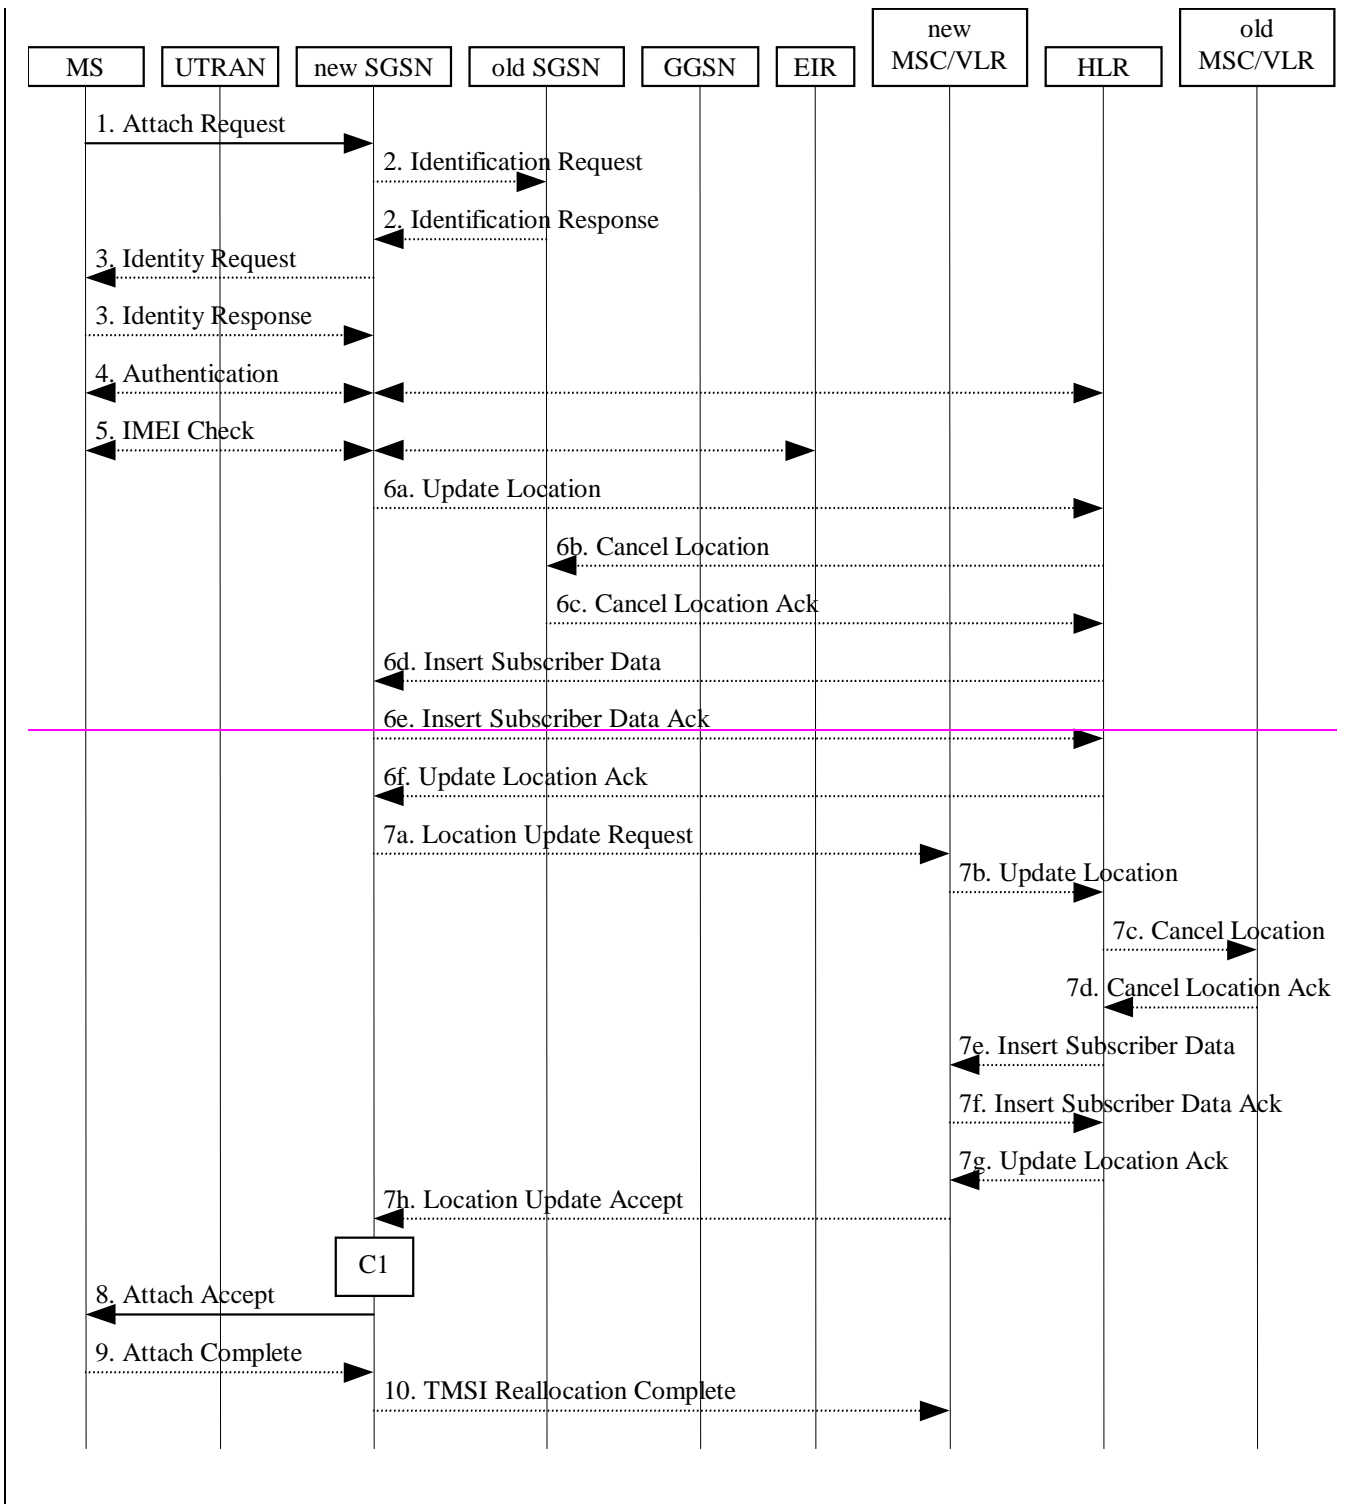 new
MSC/VLR
old
MSC/VLR
MS
UTRAN
new SGSN
old SGSN
GGSN
EIR
HLR
1. Attach Request
2. Identification Request
2. Identification Response
3. Identity Request
3. Identity Response
4. Authentication
5. IMEI Check
6a. Update Location
6b. Cancel Location
6c. Cancel Location Ack
6d. Insert Subscriber Data
6e. Insert Subscriber Data Ack
6f. Update Location Ack
7a. Location Update Request
7b. Update Location
7c. Cancel Location
7d. Cancel Location Ack
7e. Insert Subscriber Data
7f. Insert Subscriber Data Ack
7g. Update Location Ack
7h. Location Update Accept
C1
8. Attach Accept
9. Attach Complete
10. TMSI Reallocation Complete